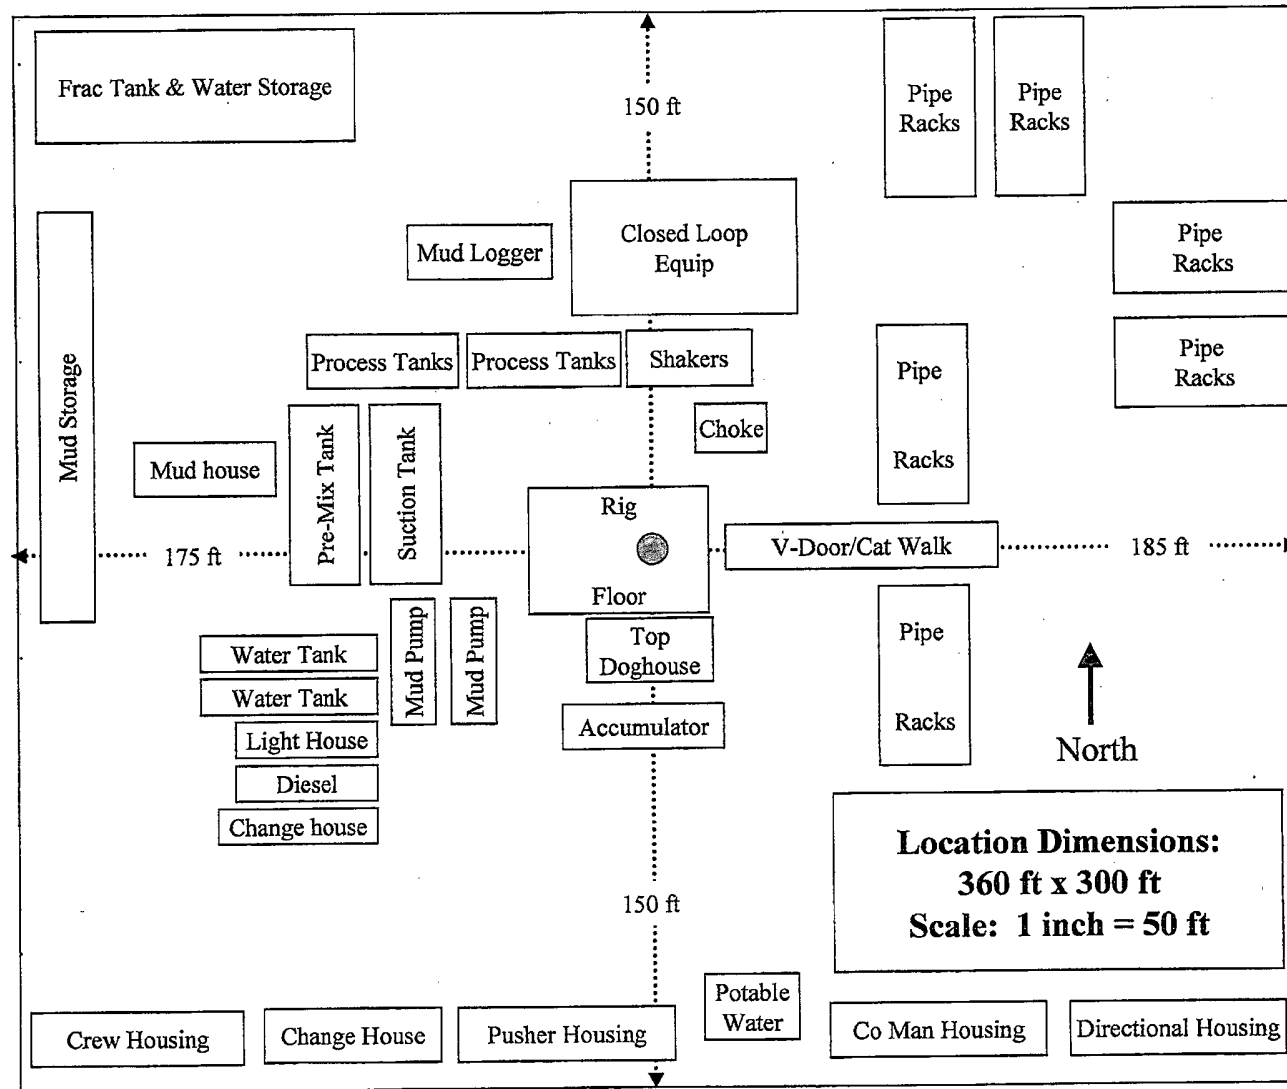 Frac Tank & Water Storage
150 ft
Pipe
Racks
Pipe
Racks
Mud Logger
Closed Loop
Equip
Pipe
Racks
Mud Storage
Process Tanks
Process Tanks
Shakers
Pipe
Racks
Pipe
Racks
Choke
Mud house
Pre-Mix Tank
Suction Tank
Rig
Floor
175 ft
V-Door/Cat Walk
185 ft
Mud Pump
Mud Pump
Top
Doghouse
Pipe
Racks
Water Tank
Water Tank
Light House
Diesel
Change house
Accumulator
North
Location Dimensions:
360 ft x 300 ft
Scale: 1 inch = 50 ft
150 ft
Crew Housing
Change House
Pusher Housing
Potable
Water
Co Man Housing
Directional Housing